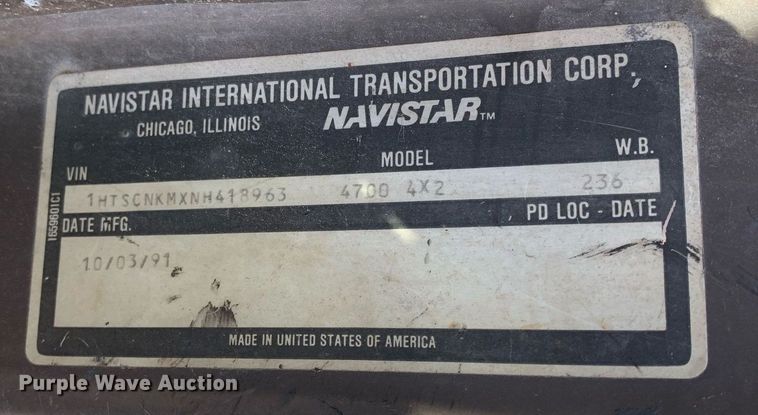 NAVISTAR INTERNATIONAL TRANSPORTATION CORP.
CHICAGO, ILLINOIS NAVISTAR™
VIN MODEL W.B.
1HTSCNKMXNH418963 4700 4X2 236
DATE MFG. PD LOC - DATE
10/03/91
MADE IN UNITED STATES OF AMERICA
1659601C1
Purple Wave Auction